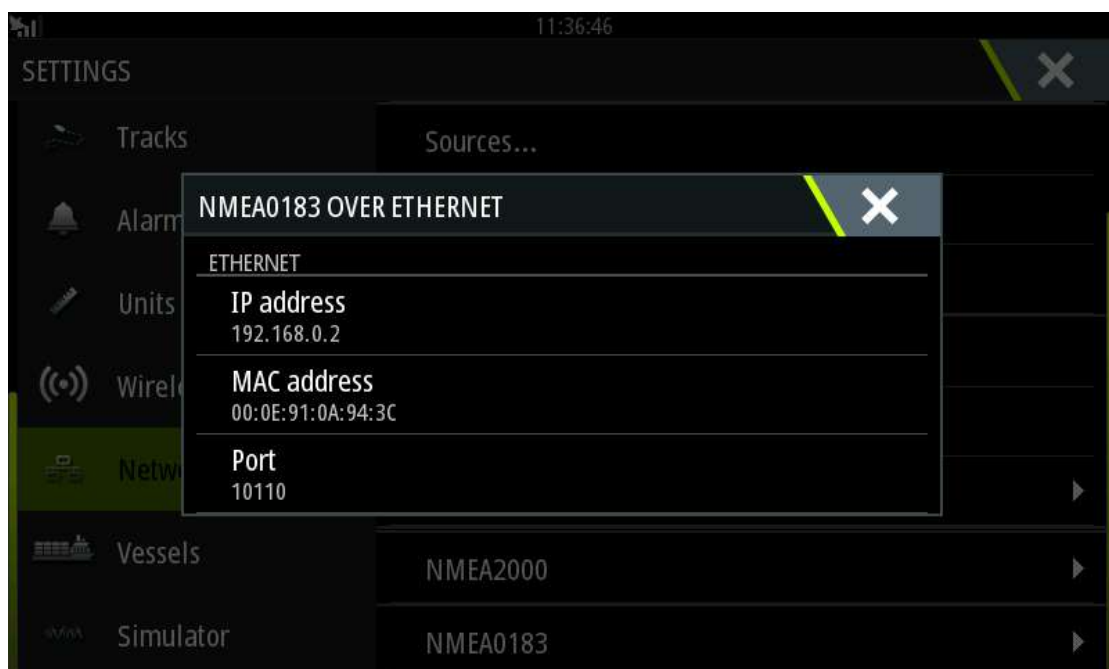 11:36:46
SETTINGS
Tracks
Sources...
Alarm
NMEA0183 OVER ETHERNET
ETHERNET
Units
IP address
192.168.0.2
Wirele
MAC address
00:0E:91:0A:94:3C
Netw
Port
10110
Vessels
NMEA2000
Simulator
NMEA0183